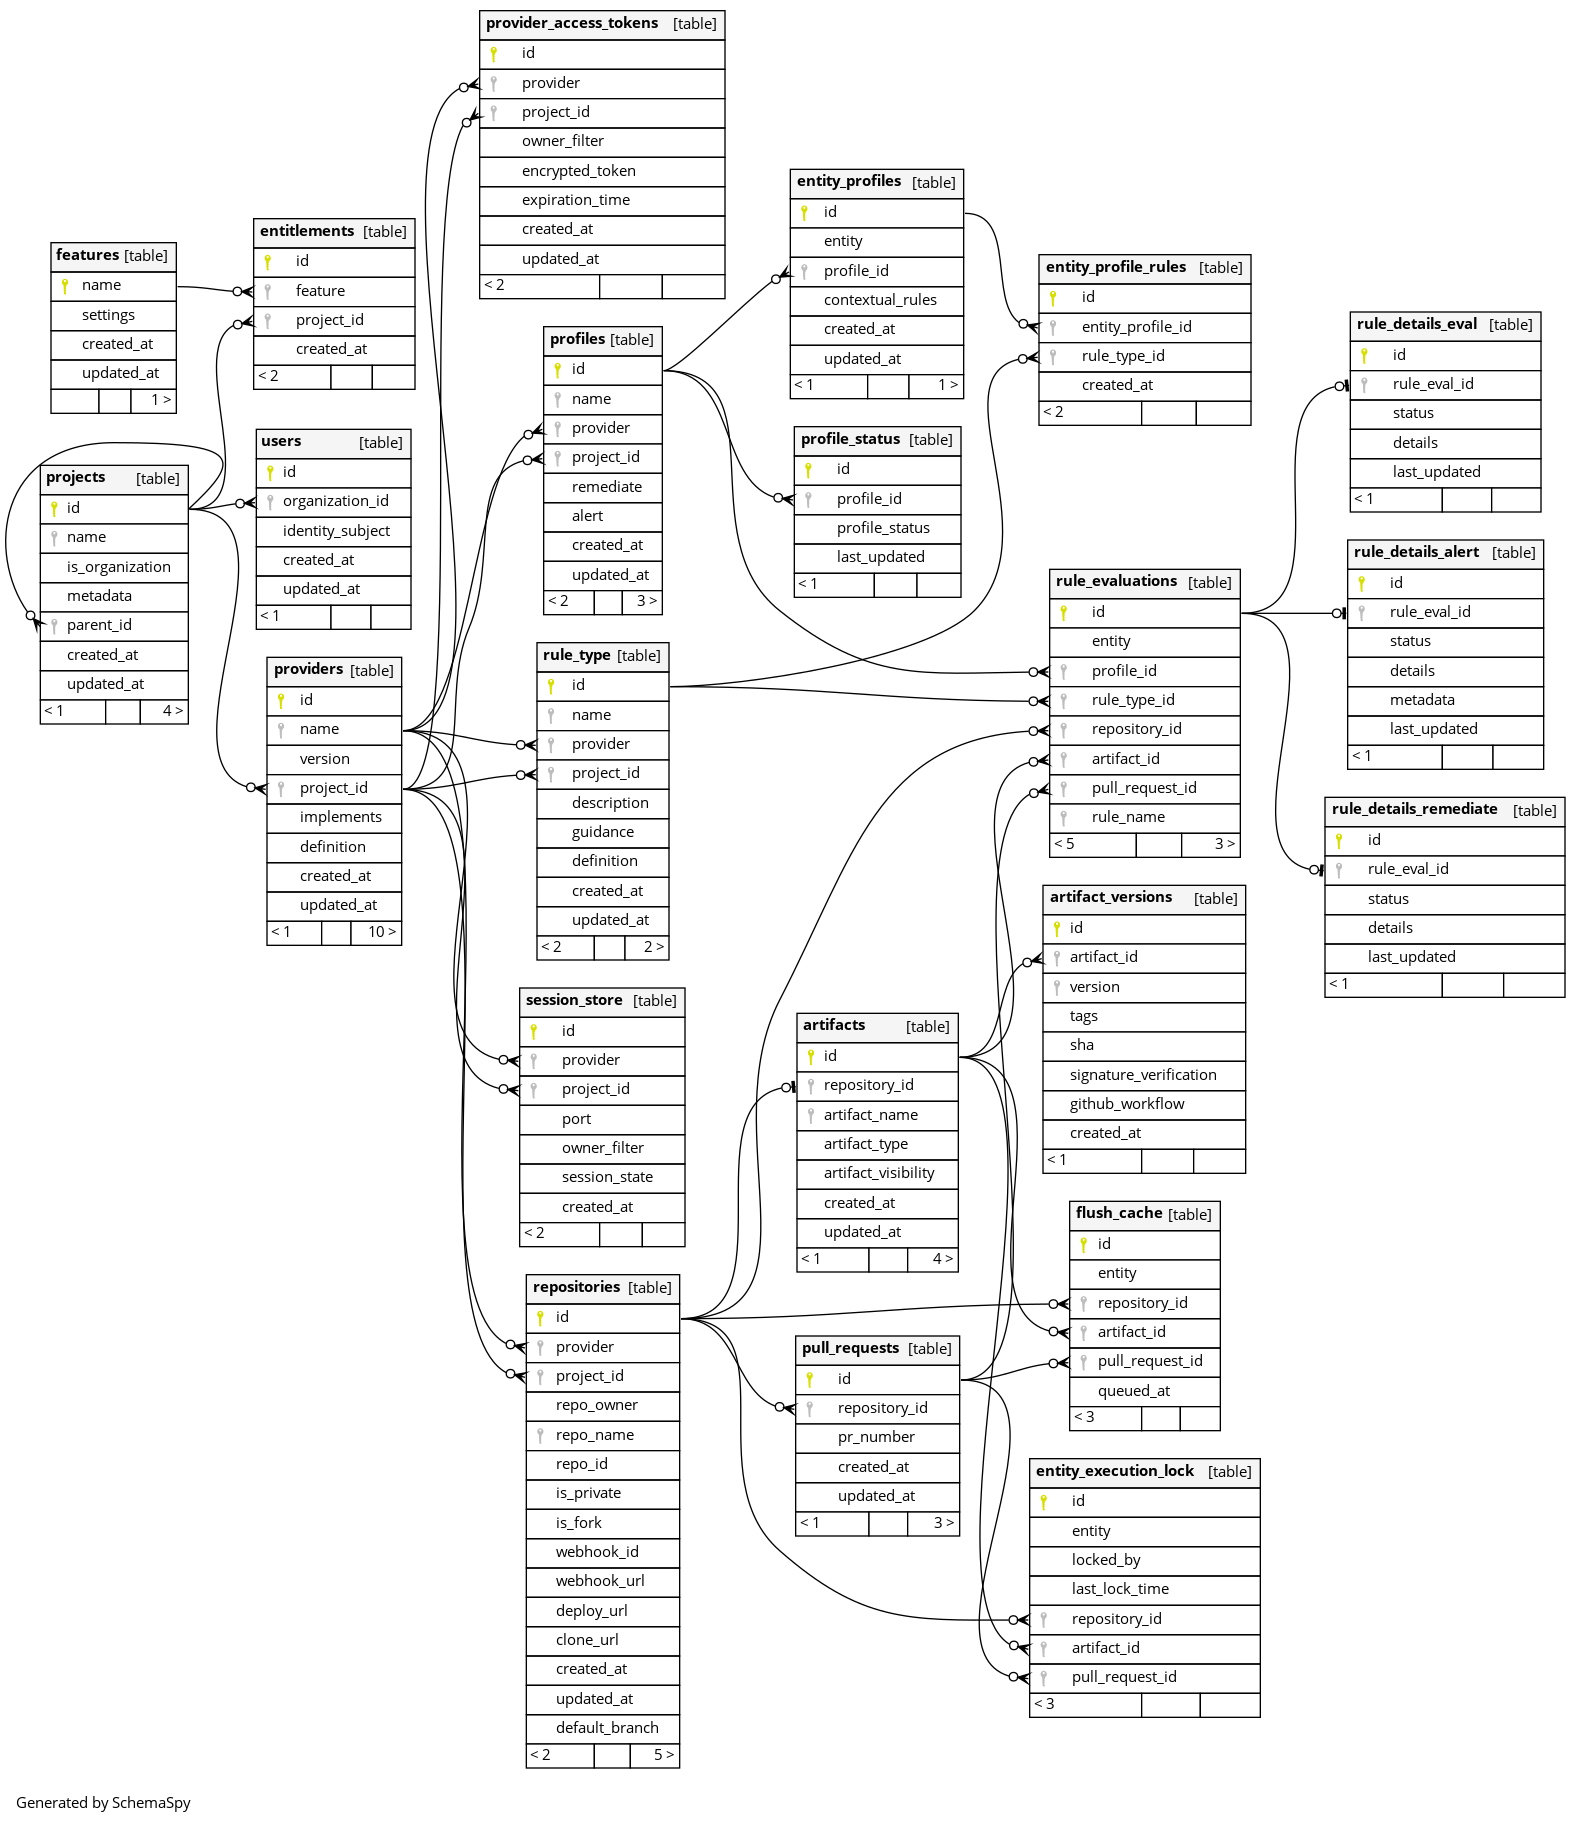 provider_access_tokens [table]
id
provider
project_id
owner_filter
encrypted_token
expiration_time
created_at
updated_at
< 2
entity_profiles [table]
id
entity
profile_id
contextual_rules
created_at
updated_at
< 1 1 >
entitlements [table]
id
feature
project_id
created_at
< 2
features [table]
name
settings
created_at
updated_at
1 >
entity_profile_rules [table]
id
entity_profile_id
rule_type_id
created_at
< 2
rule_details_eval [table]
id
rule_eval_id
status
details
last_updated
< 1
profiles [table]
id
name
provider
project_id
remediate
alert
created_at
updated_at
< 2 3 >
profile_status [table]
id
profile_id
profile_status
last_updated
< 1
users [table]
id
organization_id
identity_subject
created_at
updated_at
< 1
projects [table]
id
name
is_organization
metadata
parent_id
created_at
updated_at
< 1 4 >
rule_details_alert [table]
id
rule_eval_id
status
details
metadata
last_updated
< 1
rule_evaluations [table]
id
entity
profile_id
rule_type_id
repository_id
artifact_id
pull_request_id
rule_name
< 5 3 >
rule_type [table]
id
name
provider
project_id
description
guidance
definition
created_at
updated_at
< 2 2 >
providers [table]
id
name
version
project_id
implements
definition
created_at
updated_at
< 1 10 >
rule_details_remediate [table]
id
rule_eval_id
status
details
last_updated
< 1
artifact_versions [table]
id
artifact_id
version
tags
sha
signature_verification
github_workflow
created_at
< 1
session_store [table]
id
provider
project_id
port
owner_filter
session_state
created_at
< 2
artifacts [table]
id
repository_id
artifact_name
artifact_type
artifact_visibility
created_at
updated_at
< 1 4 >
flush_cache [table]
id
entity
repository_id
artifact_id
pull_request_id
queued_at
< 3
repositories [table]
id
provider
project_id
repo_owner
repo_name
repo_id
is_private
is_fork
webhook_id
webhook_url
deploy_url
clone_url
created_at
updated_at
default_branch
< 2 5 >
pull_requests [table]
id
repository_id
pr_number
created_at
updated_at
< 1 3 >
entity_execution_lock [table]
id
entity
locked_by
last_lock_time
repository_id
artifact_id
pull_request_id
< 3
Generated by SchemaSpy